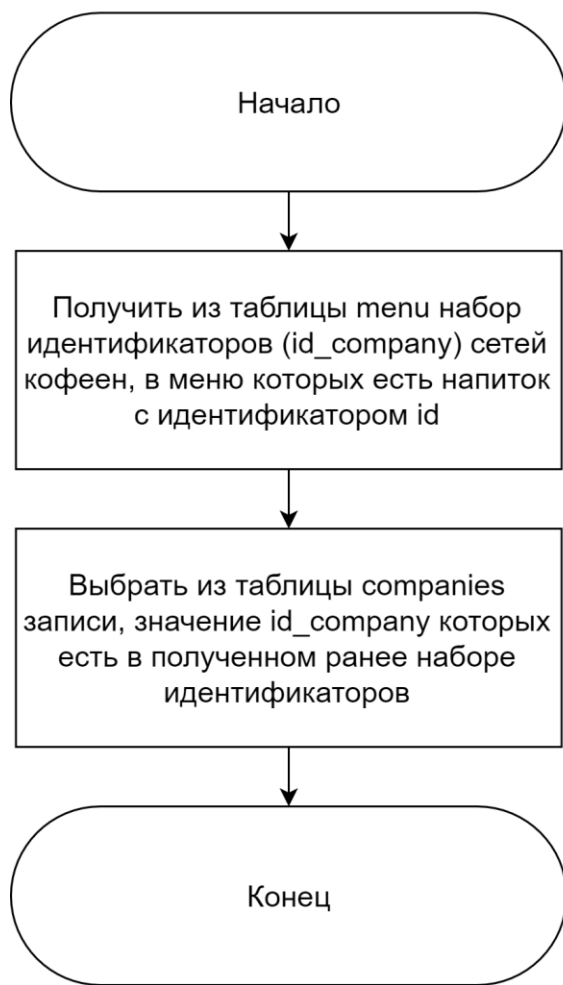 Начало
Получить из таблицы menu набор
идентификаторов (id_company) сетей
кофеен, в меню которых есть напиток
с идентификатором id
Выбрать из таблицы companies
записи, значение id_company которых
есть в полученном ранее наборе
идентификаторов
Конец